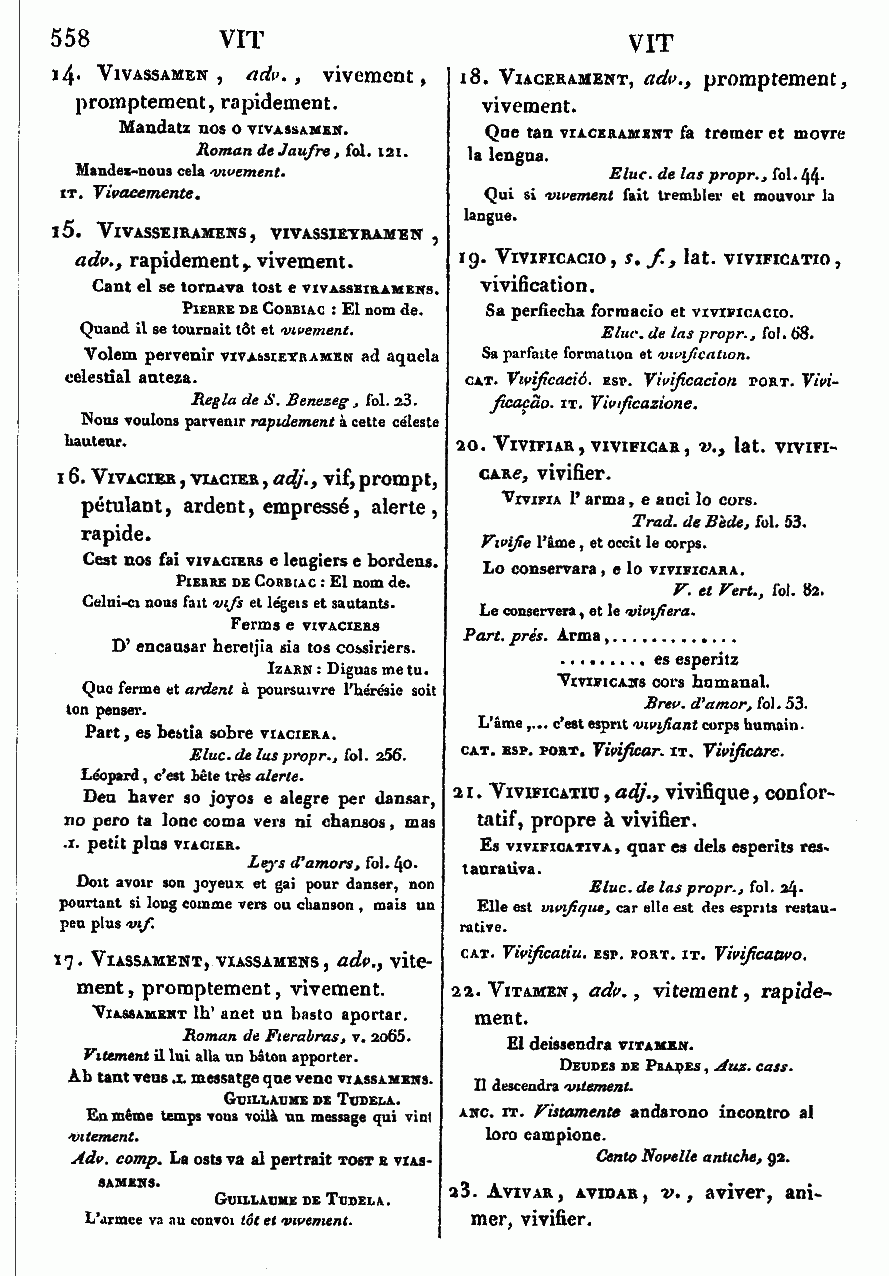 558 VIT
VIT
14. Vivassamen, adv., vivement,
promptement, rapidement.
Mandatz nos o vivassamen.
Roman de Jaufre, fol. 121.
Mandez-nous cela vivement.
it. Vivacemente.
15. Vivasseiramens, vivassieyramen,
adv., rapidement, vivement.
Cant el se tornava tost e vivasseiramens.
Pierre de Corbiac : El nom de.
Quand il se tournait tôt et vivement.
Volem pervenir vivassieyramen ad aquela
celestial auteza.
Regla de S. Benezeg, fol. 23.
Nous voulons parvenir rapidement à cette céleste
hauteur.
16. Vivacier, viacier, adj., vif, prompt,
pétulant, ardent, empressé, alerte,
rapide.
Cest nos fai vivaciers e leugiers e bordens.
Pierre de Corbiac : El nom de.
Celui-ci nous fait vifs et légers et sautants.
Ferms e vivaciers
D' encausar heretjia sia tos cossiriers.
Izarn : Diguas me tu.
Que ferme et ardent à poursuivre l'hérésie soit
ton penser.
Part, es bestia sobre viaciera.
Eluc. de las propr., fol. 256.
Léopard, c'est bête très alerte.
Deu haver so joyos e alegre per dansar,
no pero ta lonc coma vers ni chansos, mas
.i. petit plus viacier.
Leys d'amors, fol. 40.
Doit avoir son joyeux et gai pour danser, non
pourtant si long comme vers ou chanson, mais un
peu plus vif.
17. Viassament, viassamens, adv., vite-
ment, promptement, vivement.
Viassament lh' anet un basto aportar.
Roman de Fierabras, v. 2065.
Vitement il lui alla un bâton apporter.
Ab tant veus .i. messatge que venc viassamens.
Guillaume de Tudela.
En même temps vous voilà un message qui vint
vitement.
Adv. comp. La osts va al pertrait tost e vias-
samens.
Guillaume de Tudela.
L'armée va au convoi tôt et vivement.
18. Viacerament, adv., promptement,
vivement.
Que tan viacerament fa tremer et movre
la lengua.
Eluc. de las propr., fol. 44.
Qui si vivement fait trembler et mouvoir la
langue.
19. Vivificacio, s. f., lat. vivificatio,
vivification.
Sa perfiecha formacio et vivificacio.
Eluc. de las propr., fol. 68.
Sa parfaite formation et vivification.
cat. Vivificació. esp. Vivificacion port. Vivi-
ficação. it. Vivificazione.
20. Vivifiar, vivificar, v., lat. vivifi-
care, vivifier.
Vivifia l' arma, e auci lo cors.
Trad. de Bède, fol. 53.
Vivifie l'âme, et occit le corps.
Lo conservara, e lo vivificara.
V. et Vert., fol. 82.
Le conservera, et le vivifiera.
Part. prés. Arma,.............
......... es esperitz
Vivificans cors humanal.
Brev. d'amor, fol. 53.
L'âme,... c'est esprit vivifiant corps humain.
cat. esp. port. Vivificar. it. Vivificare.
21. Vivificatiu, adj., vivifique, confor-
tatif, propre à vivifier.
Es vivificativa, quar es dels esperits res-
taurativa.
Eluc. de las propr., fol. 24.
Elle est vivifique, car elle est des esprits restau-
rative.
cat. Vivificatiu. esp. port. it. Vivificativo.
22. Vitamen, adv., vitement, rapide-
ment.
El deissendra vitamen.
Deudes de Prades, Auz. cass.
Il descendra vitement.
anc. it. Vistamente andarono incontro al
loro campione.
Cento Novelle antiche, 92.
23. Avivar, avidar, v., aviver, ani-
mer, vivifier.